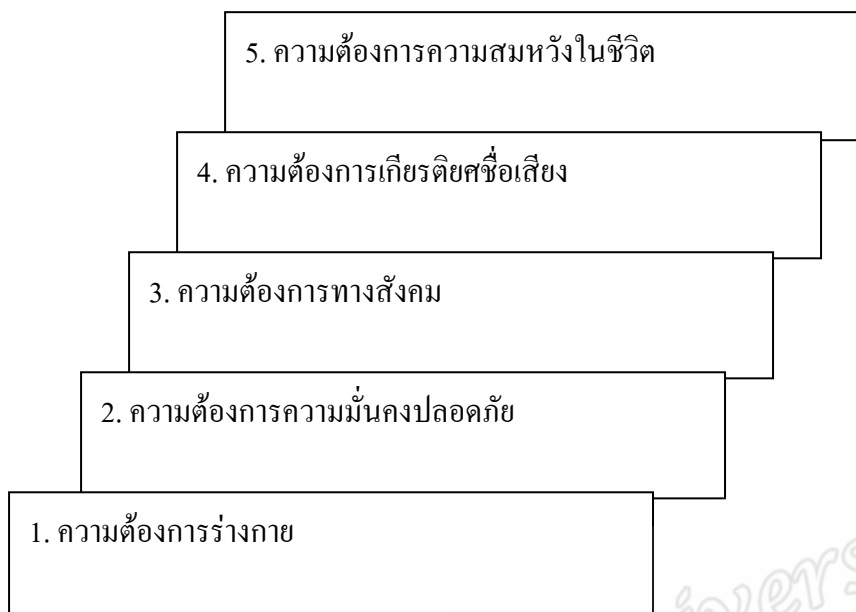 5. ความต้องการความสมหวังในชีวิต
4. ความต้องการเกียรติยศชื่อเสียง
3. ความต้องการทางสังคม
2. ความต้องการความมั่นคงปลอดภัย
1. ความต้องการร่างกาย